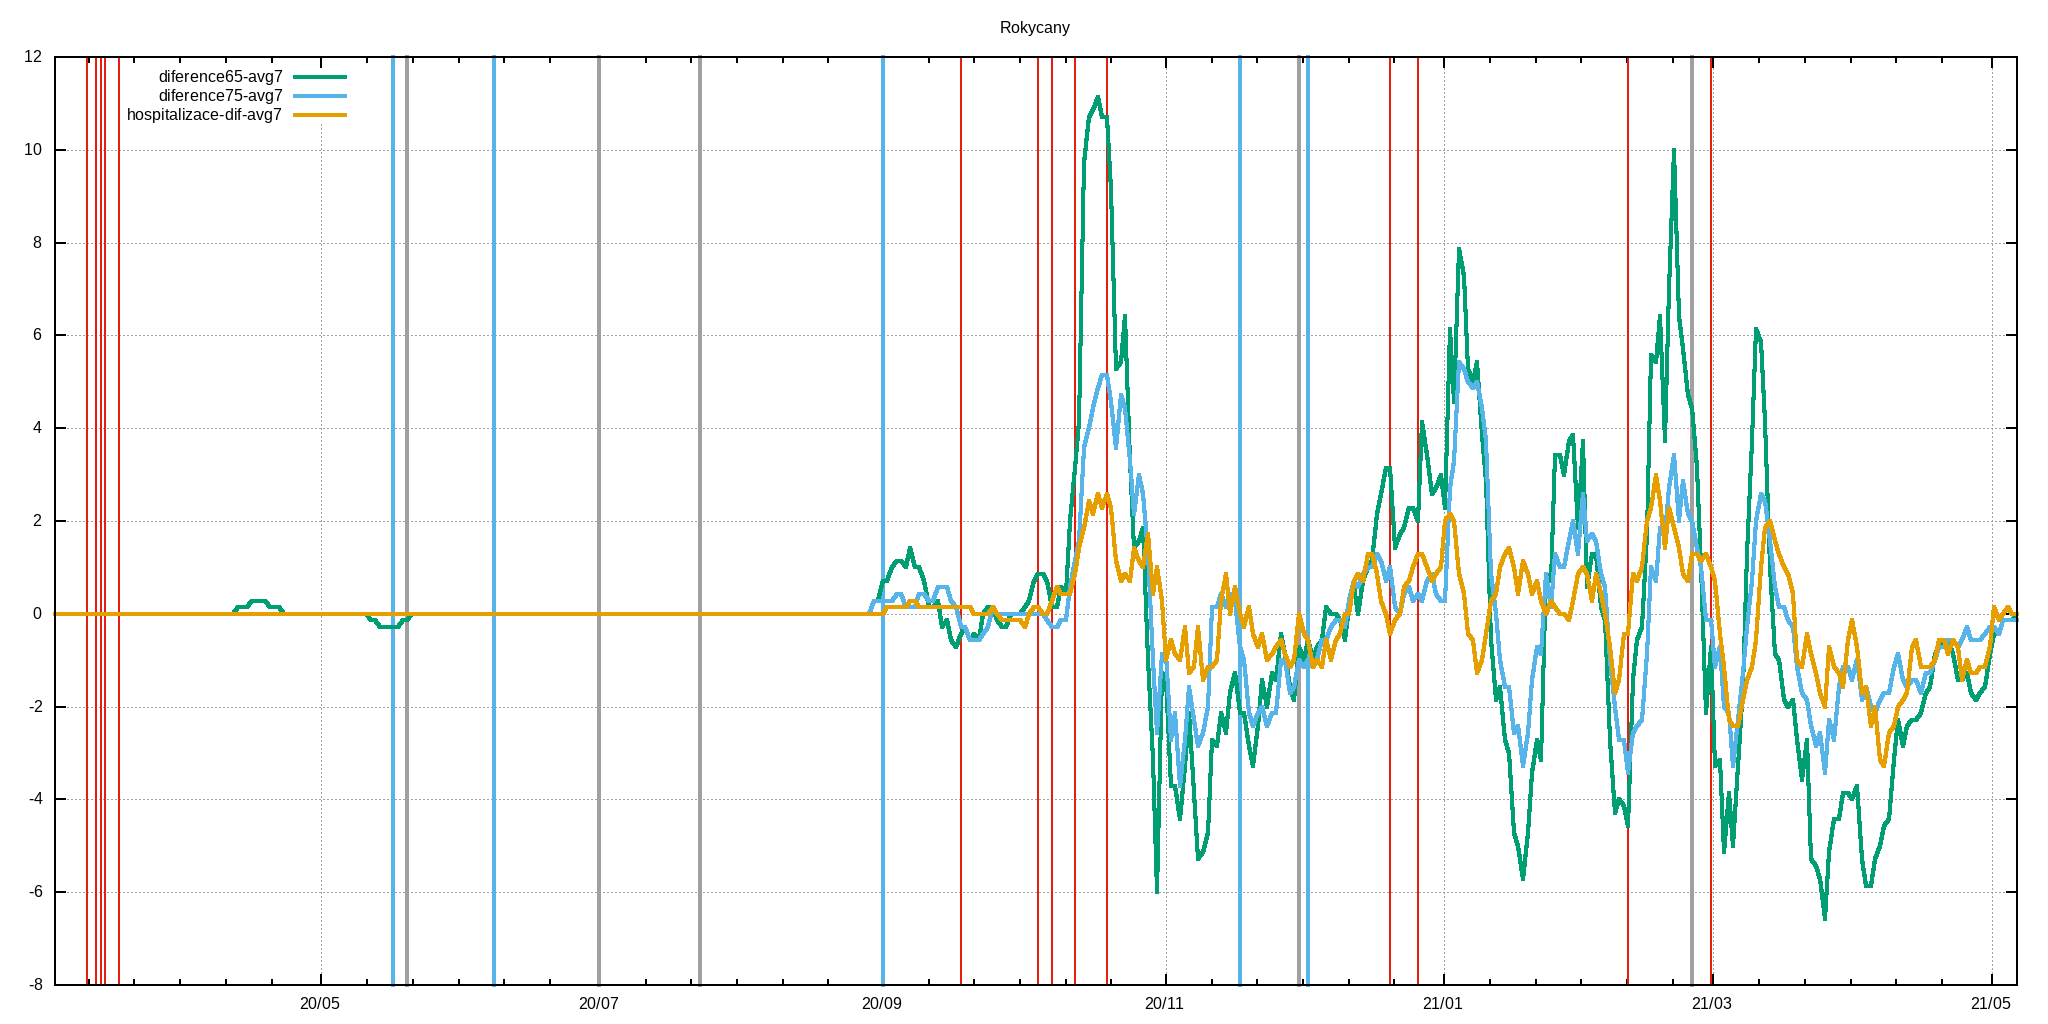 Rokycany
12
diference65-avg7
diference75-avg7
hospitalizace-dif-avg7
10
8
6
4
2
0
-2
-4
-6
-8
20/05 20/07 20/09 20/11 21/01 21/03 21/05